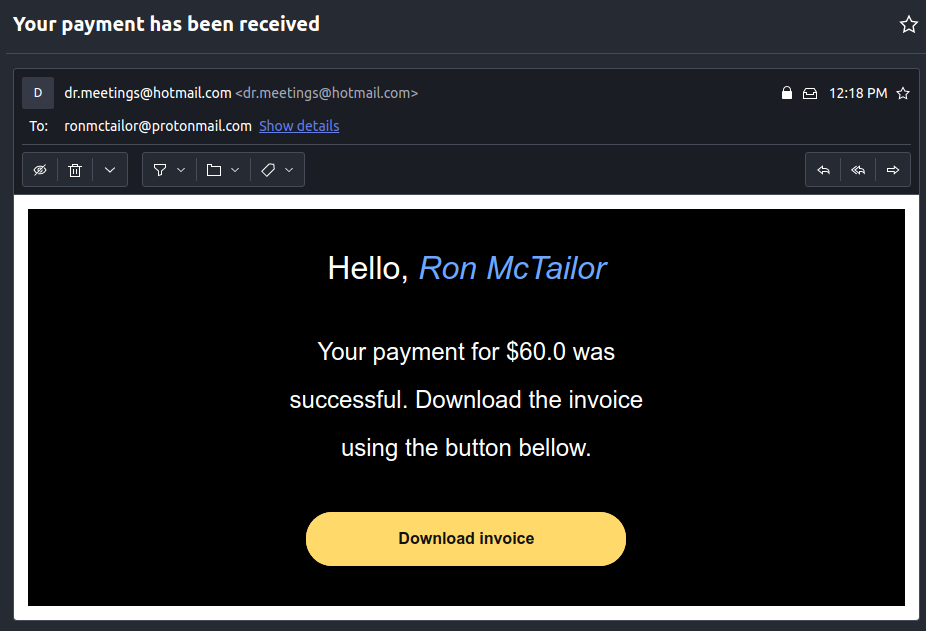 Your payment has been received
D
dr.meetings@hotmail.com <dr.meetings@hotmail.com>
12:18 PM
To: ronmctailor@protonmail.com Show details
Hello, Ron McTailor
Your payment for $60.0 was
successful. Download the invoice
using the button bellow.
Download invoice